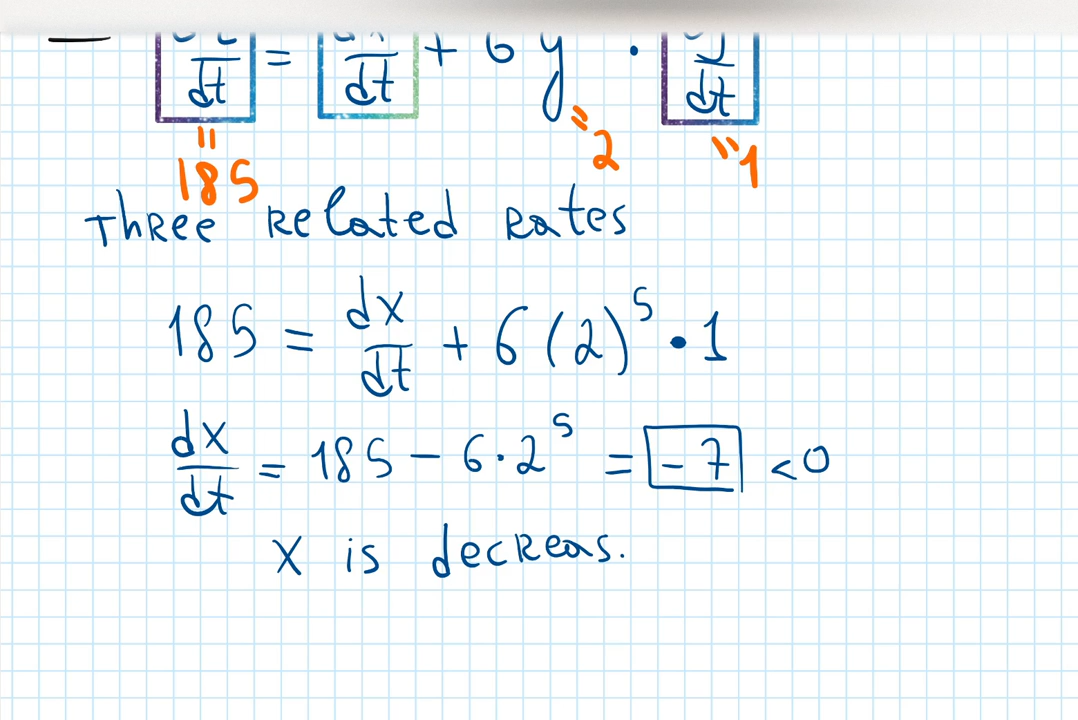 dt = dt + 6 y · dt
= 185 = 2 = 1
Three Related Rates
185 = dx/dt + 6 (2)^5 · 1
dx/dt = 185 - 6 · 2^5 = -7 < 0
x is decreas.